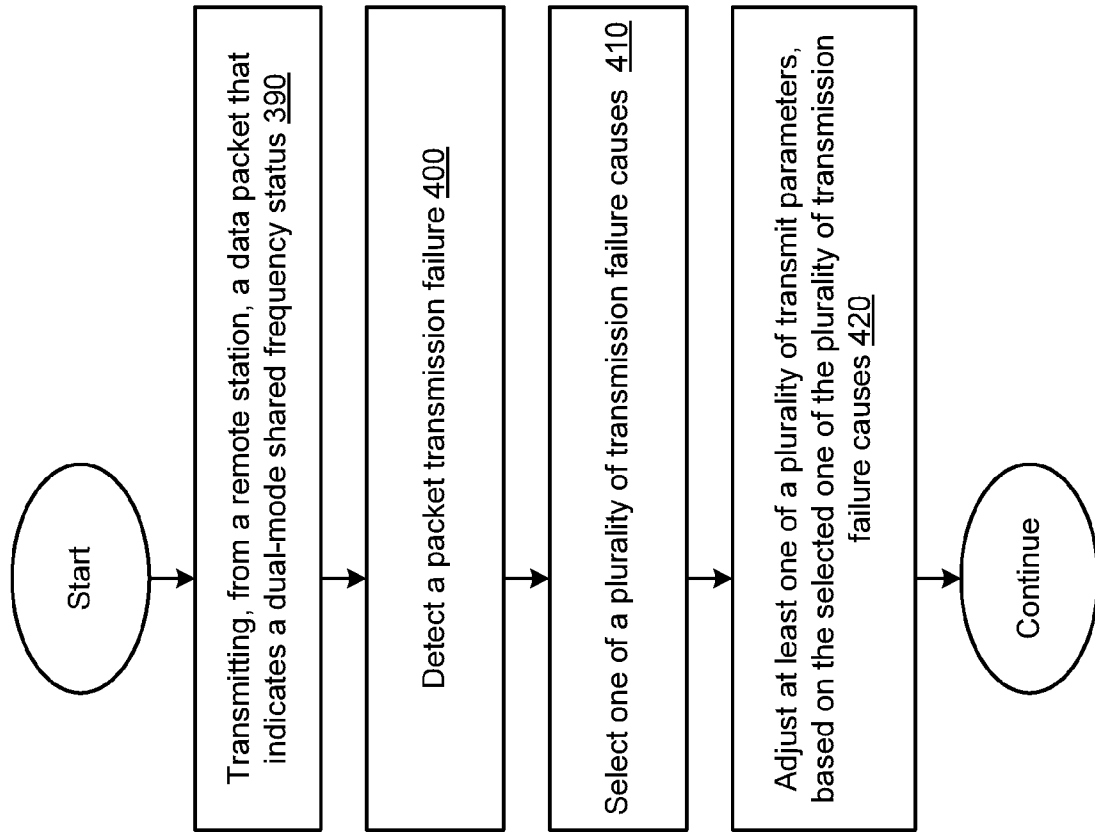 Start
Transmitting, from a remote station, a data packet that
indicates a dual-mode shared frequency status 390
Detect a packet transmission failure 400
Select one of a plurality of transmission failure causes 410
Adjust at least one of a plurality of transmit parameters,
based on the selected one of the plurality of transmission
failure causes 420
Continue